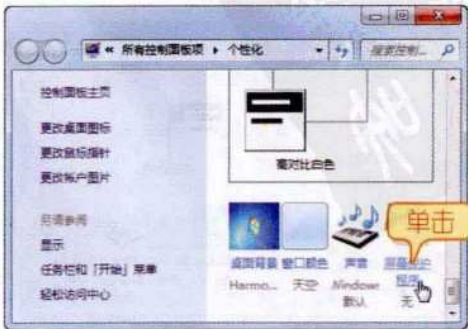 « 所有控制面板项 ▸ 个性化
搜索控制...
控制面板主页
更改桌面图标
更改鼠标指针
更改帐户图片
另请参阅
显示
任务栏和「开始」菜单
轻松访问中心
高对比白色
单击
桌面背景 窗口颜色 声音 屏幕保护程序
Harmo... 天空 Windows 默认 无